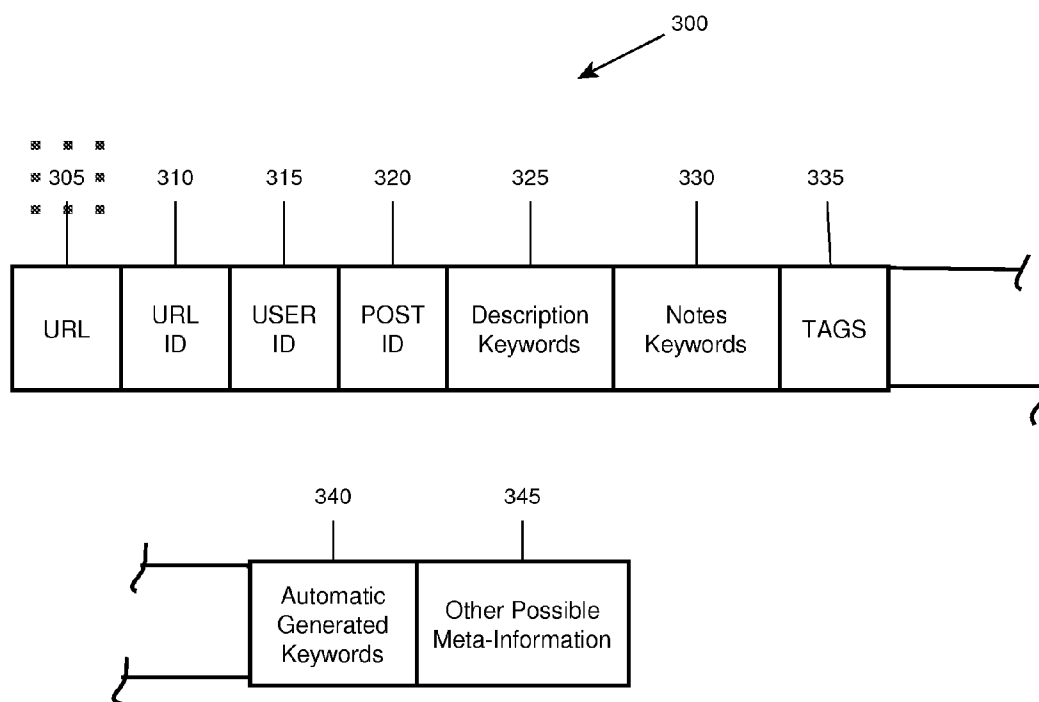 300
305 310 315 320 325 330 335
URL
URL
ID
USER
ID
POST
ID
Description
Keywords
Notes
Keywords
TAGS
340 345
Automatic
Generated
Keywords
Other Possible
Meta-Information